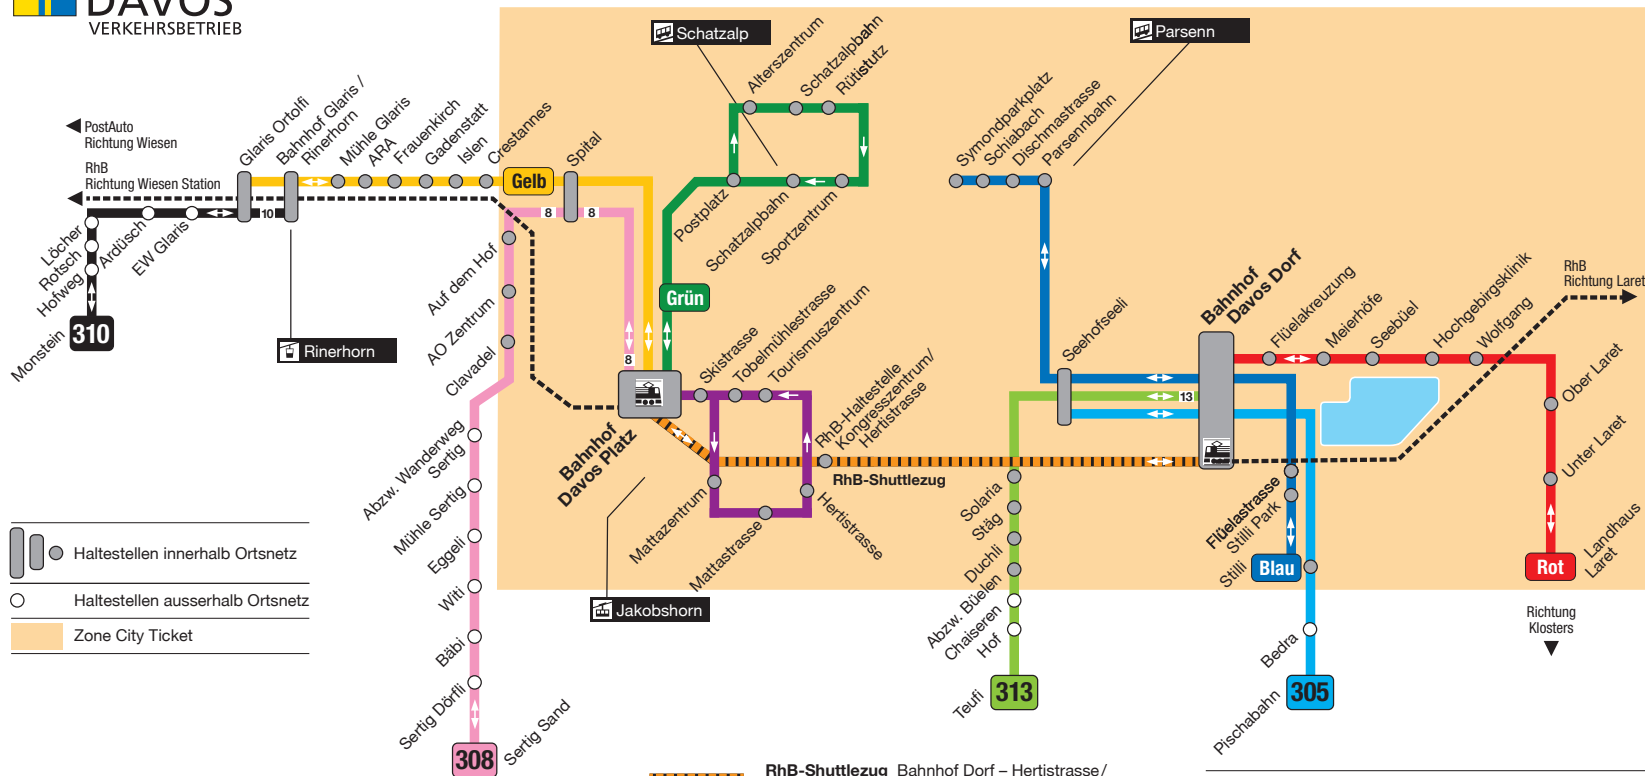 DAVOS
VERKEHRSBETRIEB
Schatzalp
Parsenn
PostAuto
Richtung Wiesen
RhB
Richtung Wiesen Station
Glaris Ortolfi
Bahnhof Glaris /
Rinerhorn
Mühle Glaris
ARA
Frauenkirch
Gadenstatt
Islen
Crestannes
Gelb
Spital
Alterszentrum
Schatzalpbahn
Rütistutz
Postplatz
Schatzalpbahn
Sportzentrum
Symondparkplatz
Schiabach
Dischmastrasse
Parsennbahn
10
8
8
8
Löcher
Rotsch
Hofweg
Ardüsch
EW Glaris
Monstein
310
Rinerhorn
Auf dem Hof
AO Zentrum
Clavadel
Abzw. Wanderweg
Sertig
Mühle Sertig
Eggeli
Witi
Bäbi
Sertig Dörfli
308
Sertig Sand
Grün
Bahnhof
Davos Platz
Skistrasse
Tobelmühlestrasse
Tourismuszentrum
RhB-Haltestelle
Kongresszentrum/
Hertistrasse
RhB-Shuttlezug
Mattazentrum
Mattastrasse
Hertistrasse
Jakobshorn
Seehofseeli
Bahnhof
Davos Dorf
13
Flüelakreuzung
Meierhöfe
Seebüel
Hochgebirgsklinik
Wolfgang
RhB
Richtung Laret
Ober Laret
Unter Laret
Landhaus
Laret
Rot
Richtung
Klosters
Solaria
Stäg
Duchli
Abzw. Büelen
Chaiseren
Hof
Teufi
313
Flüelastrasse
Stilli Park
Stilli
Blau
Bedra
Pischabahn
305
Haltestellen innerhalb Ortsnetz
Haltestellen ausserhalb Ortsnetz
Zone City Ticket
RhB-Shuttlezug Bahnhof Dorf – Hertistrasse/